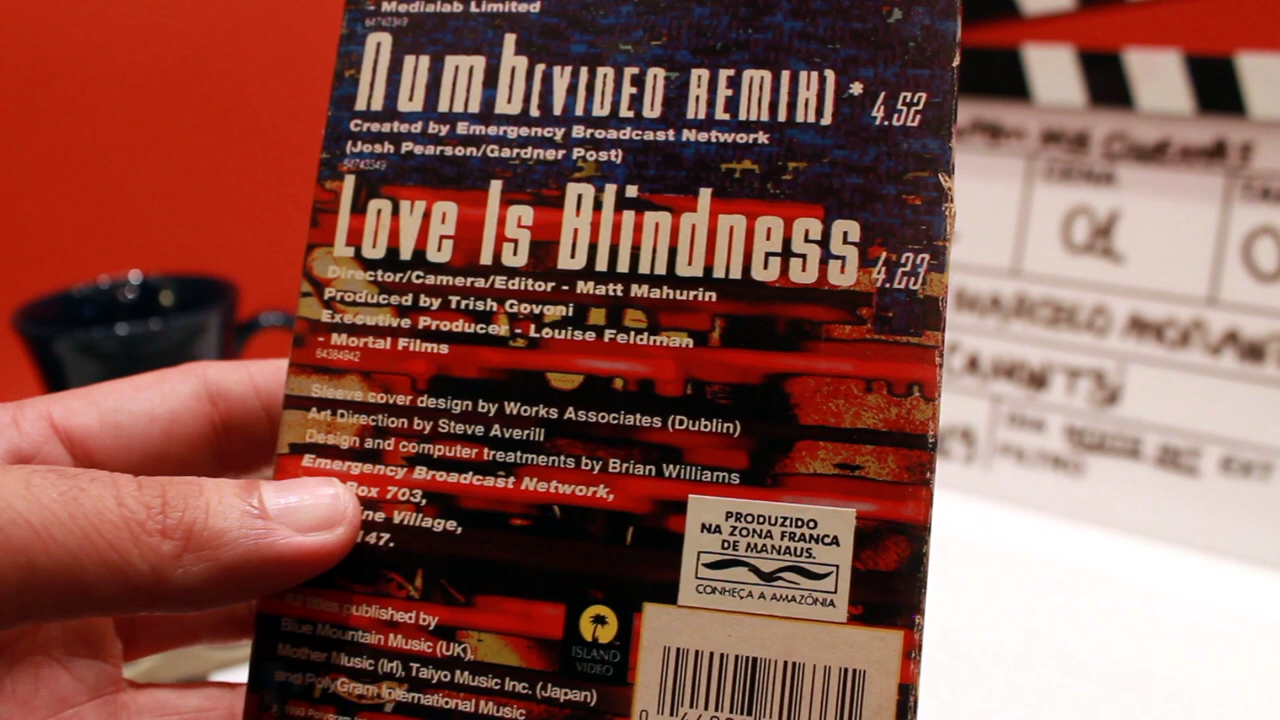 - Medialab Limited
64742349
Numb (VIDEO REMIX) * 4.52
Created by Emergency Broadcast Network
(Josh Pearson/Gardner Post)
64743349
Love Is Blindness 4.23
Director/Camera/Editor - Matt Mahurin
Produced by Trish Govoni
Executive Producer - Louise Feldman
- Mortal Films
64384942
Sleeve cover design by Works Associates (Dublin)
Art Direction by Steve Averill
Design and computer treatments by Brian Williams
Emergency Broadcast Network,
Box 703,
Village,
147.
PRODUZIDO
NA ZONA FRANCA
DE MANAUS.
CONHEÇA A AMAZÔNIA
All titles published by
Blue Mountain Music (UK),
Mother Music (Irl), Taiyo Music Inc. (Japan)
and PolyGram International Music
ISLAND
VIDEO
CENA